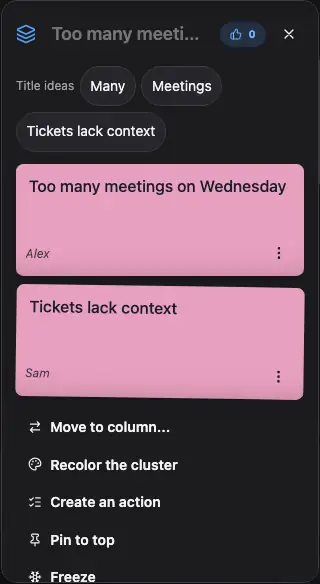 Too many meeti...
0
Title ideas
Many
Meetings
Tickets lack context
Too many meetings on Wednesday
Alex
Tickets lack context
Sam
Move to column...
Recolor the cluster
Create an action
Pin to top
Freeze